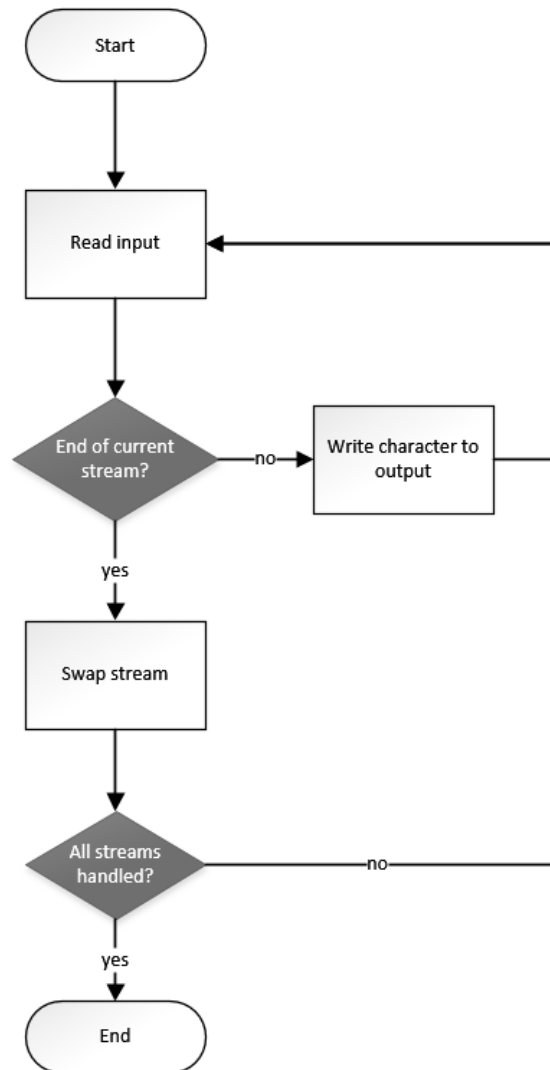 Start
Read input
End of current
stream?
no
Write character to
output
yes
Swap stream
All streams
handled?
no
yes
End